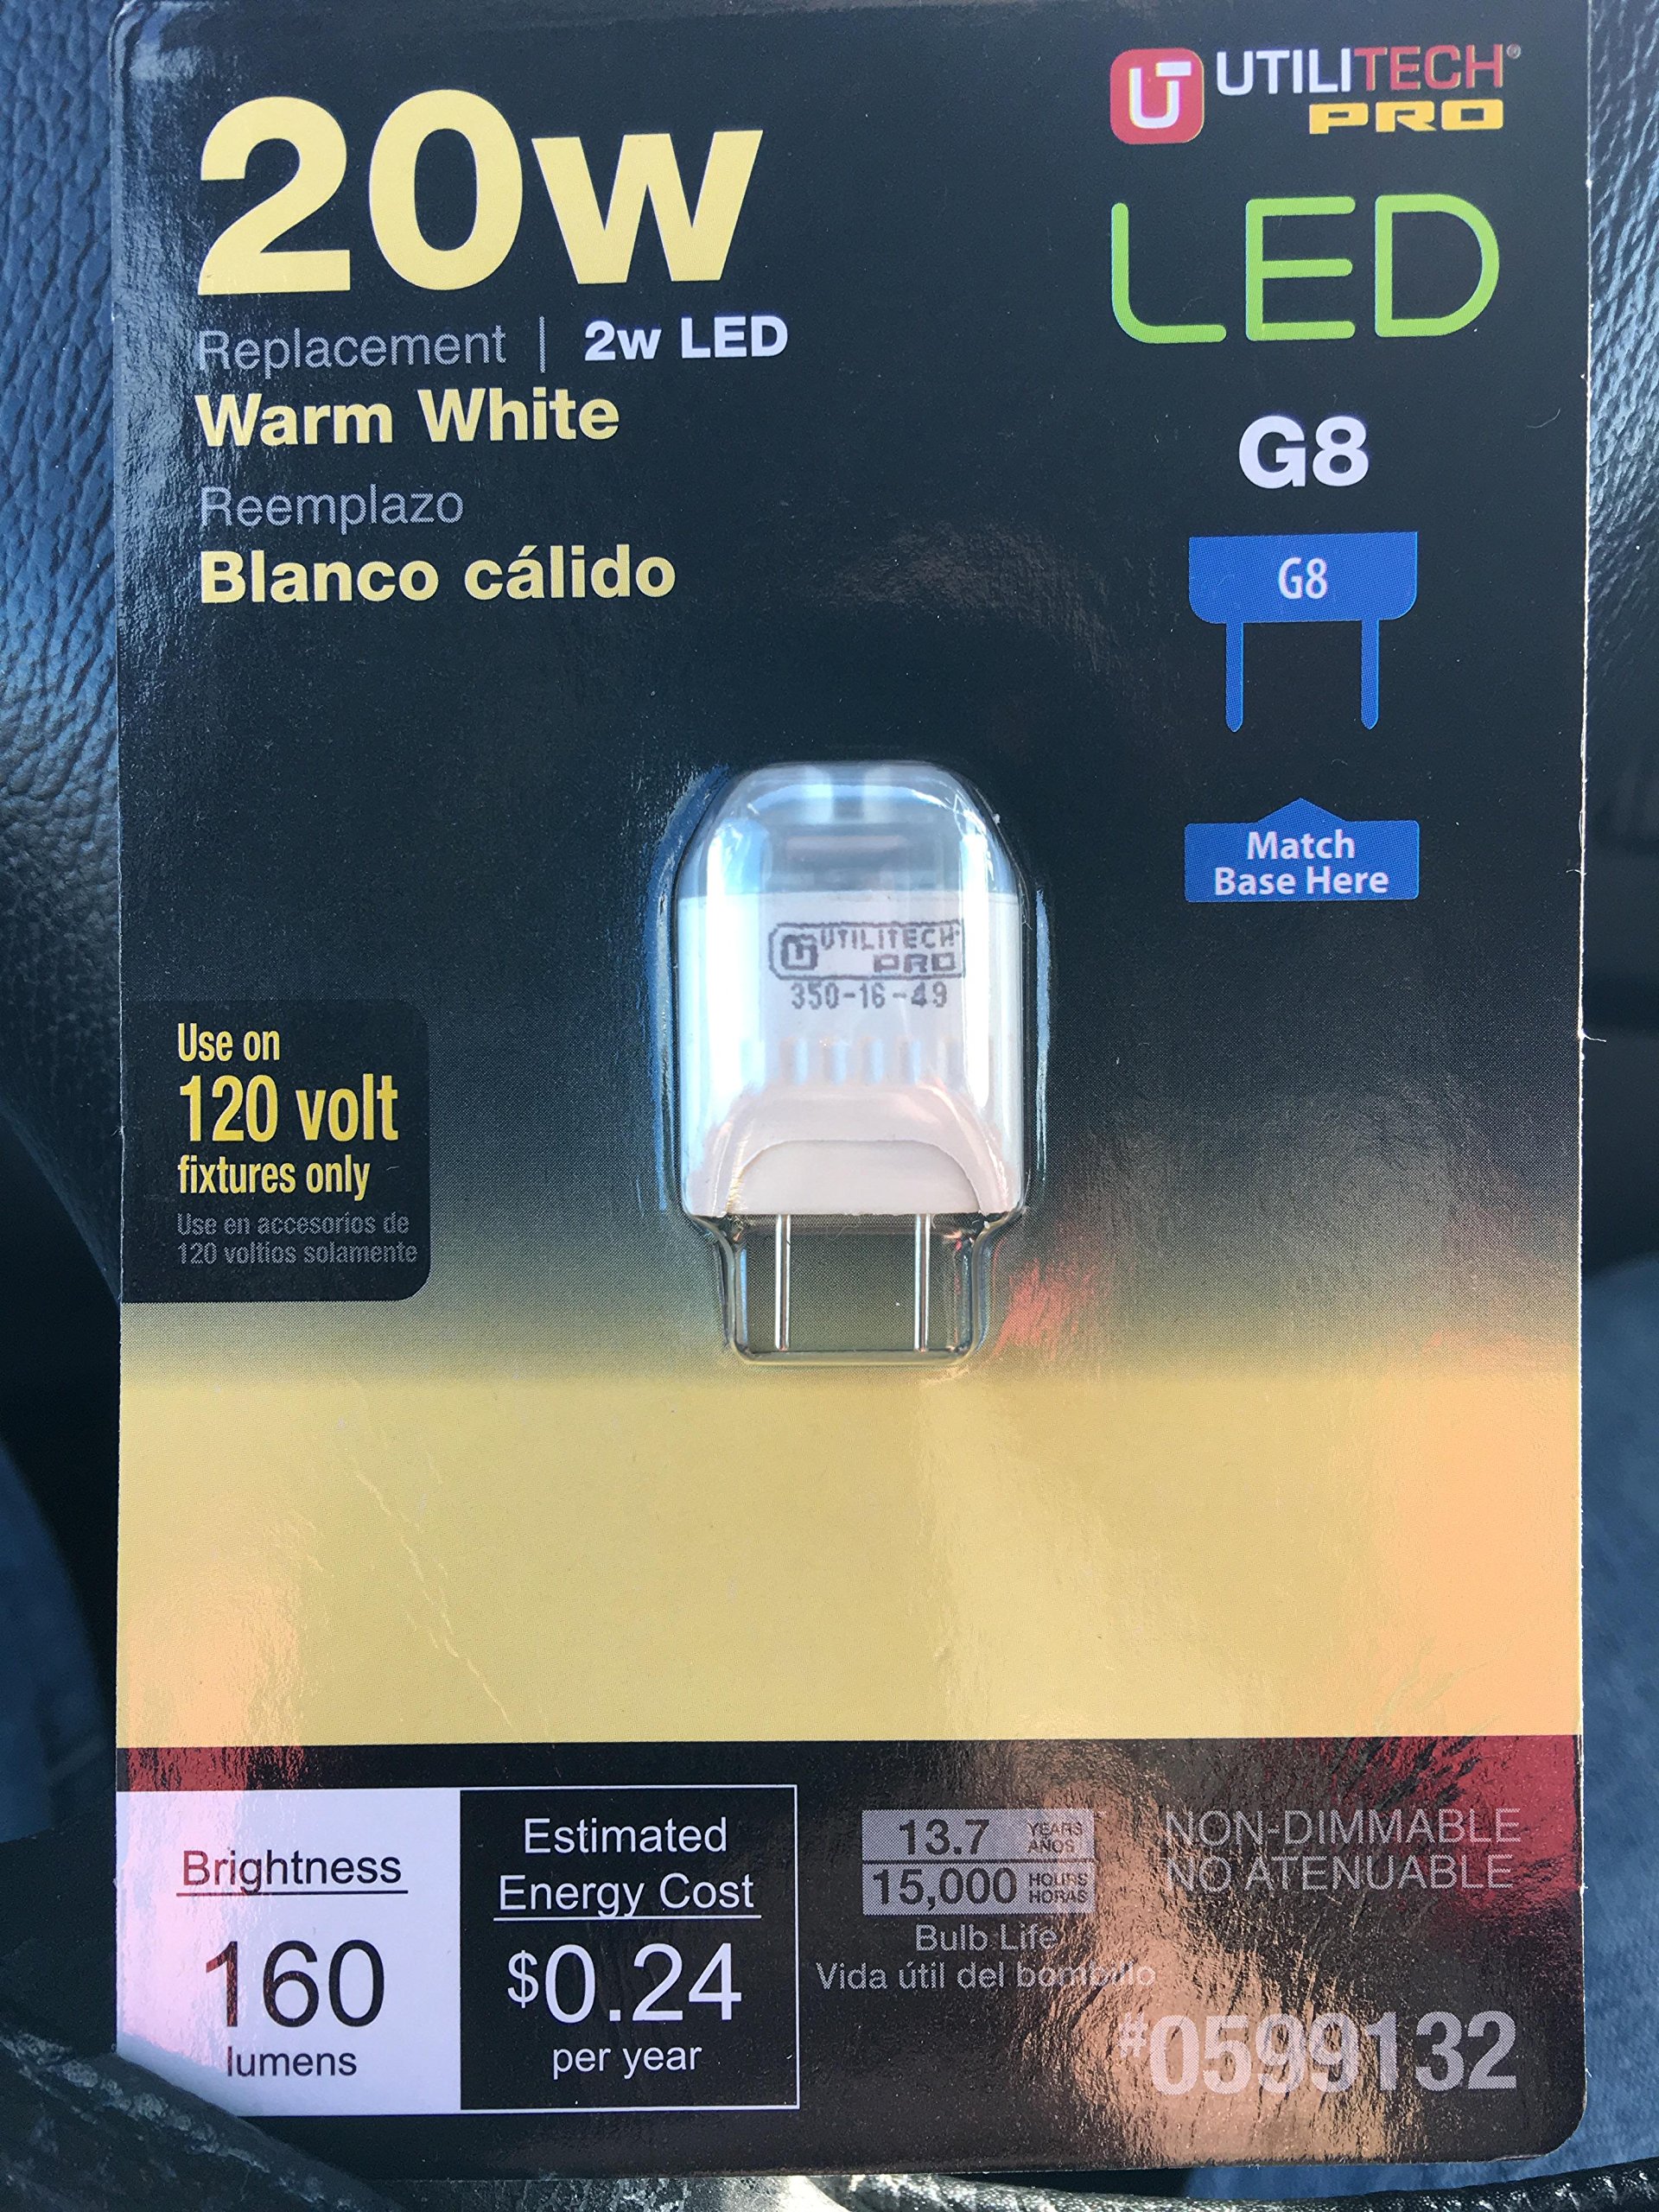 20w
Replacement | 2w LED
Warm White
Reemplazo
Blanco cálido
UTILITECH®
PRO
LED
G8
G8
Match
Base Here
UTILITECH
PRO
350-16-49
Use on
120 volt
fixtures only
Use en accesorios de
120 voltios solamente
Brightness
160
lumens
Estimated
Energy Cost
$0.24
per year
13.7 YEARS AÑOS
15,000 HOURS HORAS
Bulb Life
Vida útil del bombillo
NON-DIMMABLE
NO ATENUABLE
#0599132